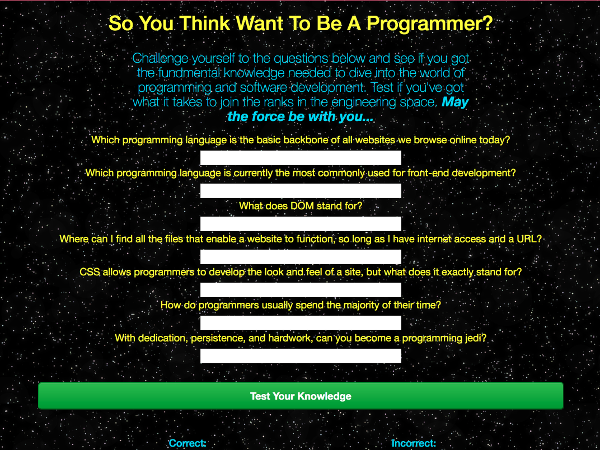 So You Think Want To Be A Programmer?
Challenge yourself to the questions below and see if you got
the fundmental knowledge needed to dive into the world of
programming and software development. Test if you've got
what it takes to join the ranks in the engineering space. May
the force be with you...
Which programming language is the basic backbone of all websites we browse online today?
Which programming language is currently the most commonly used for front-end development?
What does DOM stand for?
Where can I find all the files that enable a website to function, so long as I have internet access and a URL?
CSS allows programmers to develop the look and feel of a site, but what does it exactly stand for?
How do programmers usually spend the majority of their time?
With dedication, persistence, and hardwork, can you become a programming jedi?
Test Your Knowledge
Correct:
Incorrect: